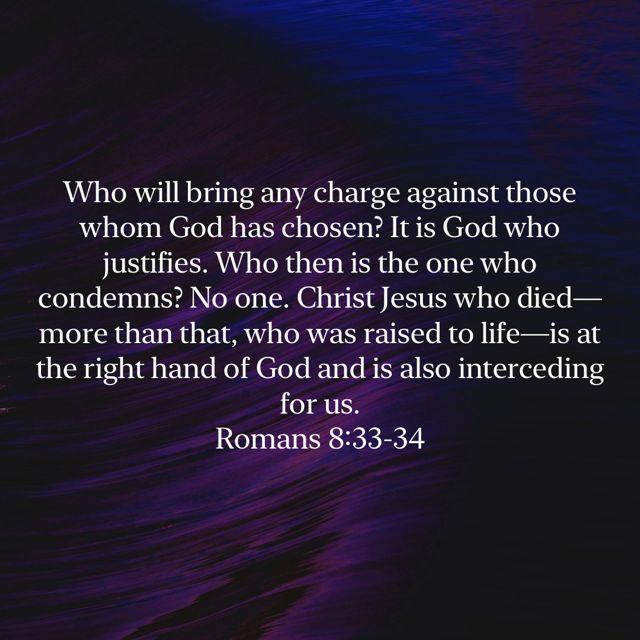 Who will bring any charge against those
whom God has chosen? It is God who
justifies. Who then is the one who
condemns? No one. Christ Jesus who died—
more than that, who was raised to life—is at
the right hand of God and is also interceding
for us.
Romans 8:33-34